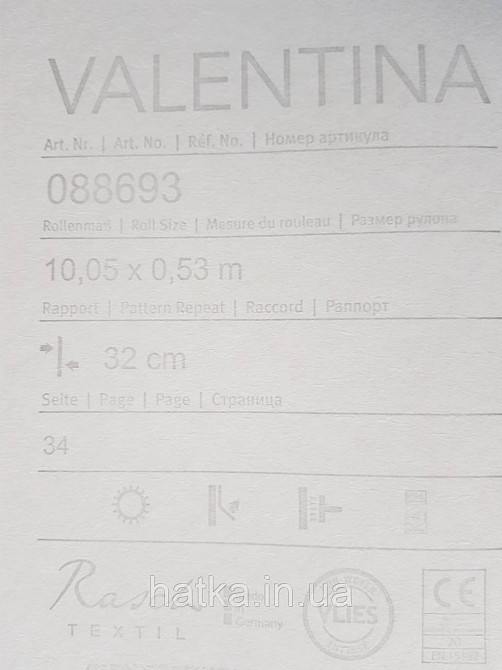 VALENTINA
Art. Nr. | Art. No. | Réf. No. | Номер артикула
088693
Rollenmaß | Roll Size | Mesure du rouleau | Размер рулона
10,05 x 0,53 m
Rapport | Pattern Repeat | Raccord | Раппорт
32 cm
Seite | Page | Page | Страница
34
Rasch
TEXTIL
Germany
VLIES
CE
hatka.in.ua